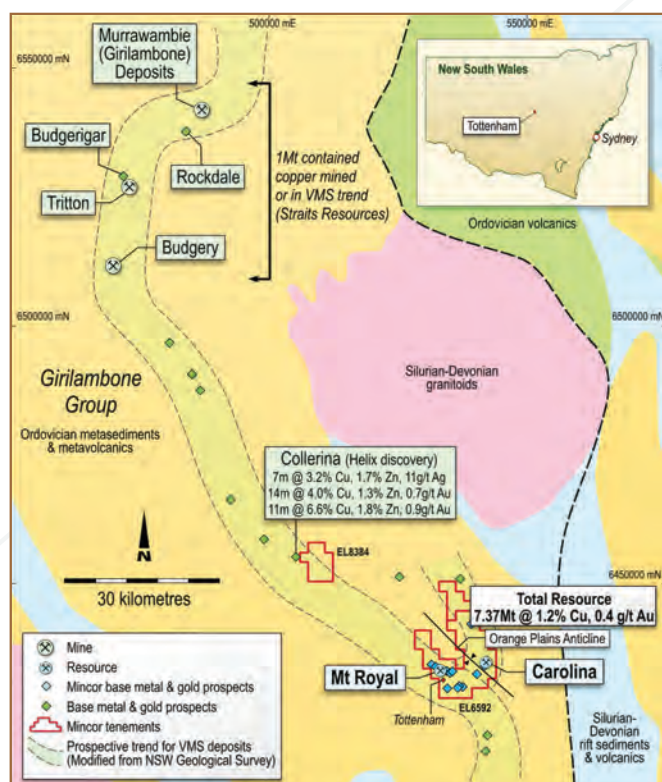 500000 mE
550000 mE
6550000 mN
Murrawambie
(Girilambone)
Deposits
New South Wales
Tottenham
Sydney
Budgerigar
Rockdale
Tritton
1Mt contained
copper mined
or in VMS trend
(Straits Resources)
Ordovician volcanics
Budgery
6500000 mN
6500000 mN
Silurian-Devonian
granitoids
Girilambone
Group
Ordovician metasediments
& metavolcanics
Collerina (Helix discovery)
7m @ 3.2% Cu, 1.7% Zn, 11g/t Ag
14m @ 4.0% Cu, 1.3% Zn, 0.7g/t Au
11m @ 6.6% Cu, 1.8% Zn, 0.9g/t Au
N
EL8384
30 kilometres
6450000 mN
Total Resource
7.37Mt @ 1.2% Cu, 0.4 g/t Au
Orange Plains Anticline
Mt Royal
Carolina
Tottenham
EL6592
Silurian-
Devonian
rift sediments
& volcanics
Mine
Resource
Mincor base metal & gold prospects
Base metal & gold prospects
Mincor tenements
Prospective trend for VMS deposits
(Modified from NSW Geological Survey)